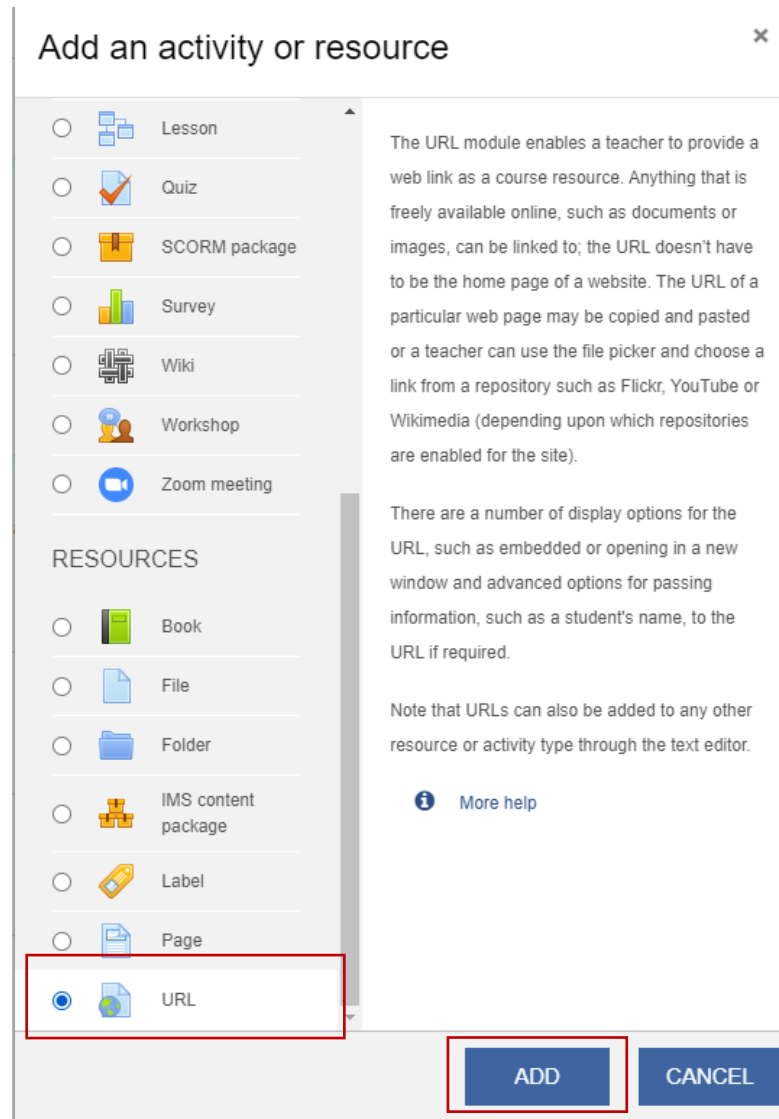 Add an activity or resource
×
Lesson
Quiz
SCORM package
Survey
Wiki
Workshop
Zoom meeting
RESOURCES
Book
File
Folder
IMS content
package
Label
Page
URL
The URL module enables a teacher to provide a
web link as a course resource. Anything that is
freely available online, such as documents or
images, can be linked to; the URL doesn't have
to be the home page of a website. The URL of a
particular web page may be copied and pasted
or a teacher can use the file picker and choose a
link from a repository such as Flickr, YouTube or
Wikimedia (depending upon which repositories
are enabled for the site).
There are a number of display options for the
URL, such as embedded or opening in a new
window and advanced options for passing
information, such as a student's name, to the
URL if required.
Note that URLs can also be added to any other
resource or activity type through the text editor.
More help
ADD
CANCEL